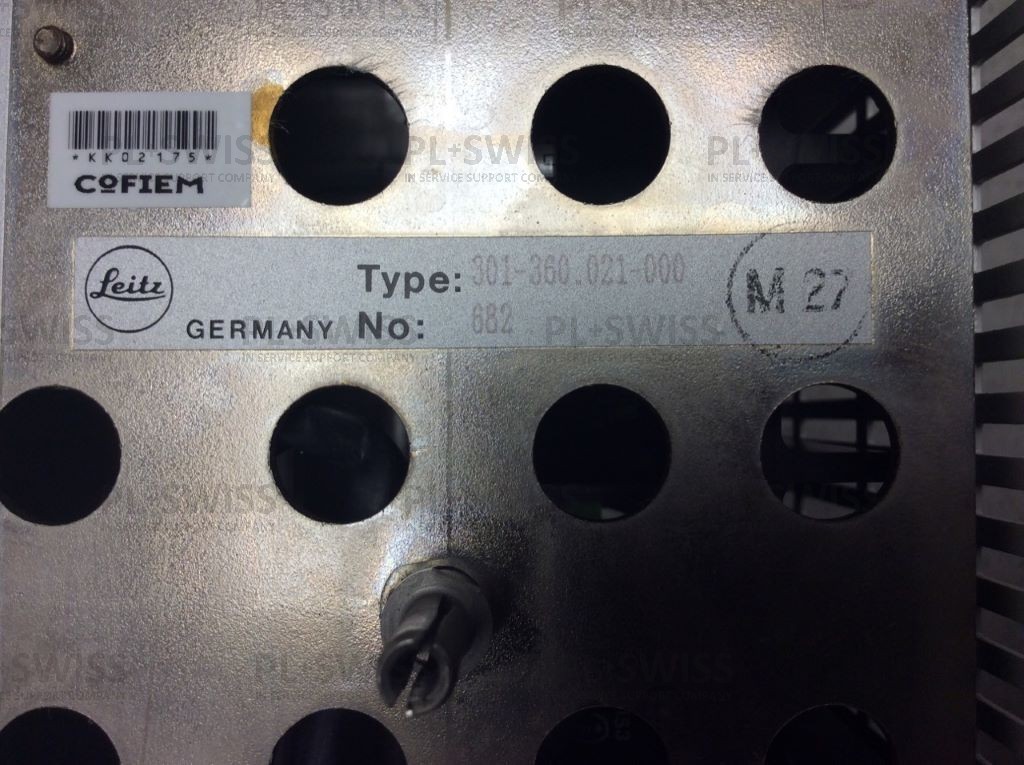 *KK02175*
COFIEM
Leitz
GERMANY
Type: 301-360.021-000
No: 682
M 27
PL+SWISS
IN SERVICE SUPPORT COMPANY